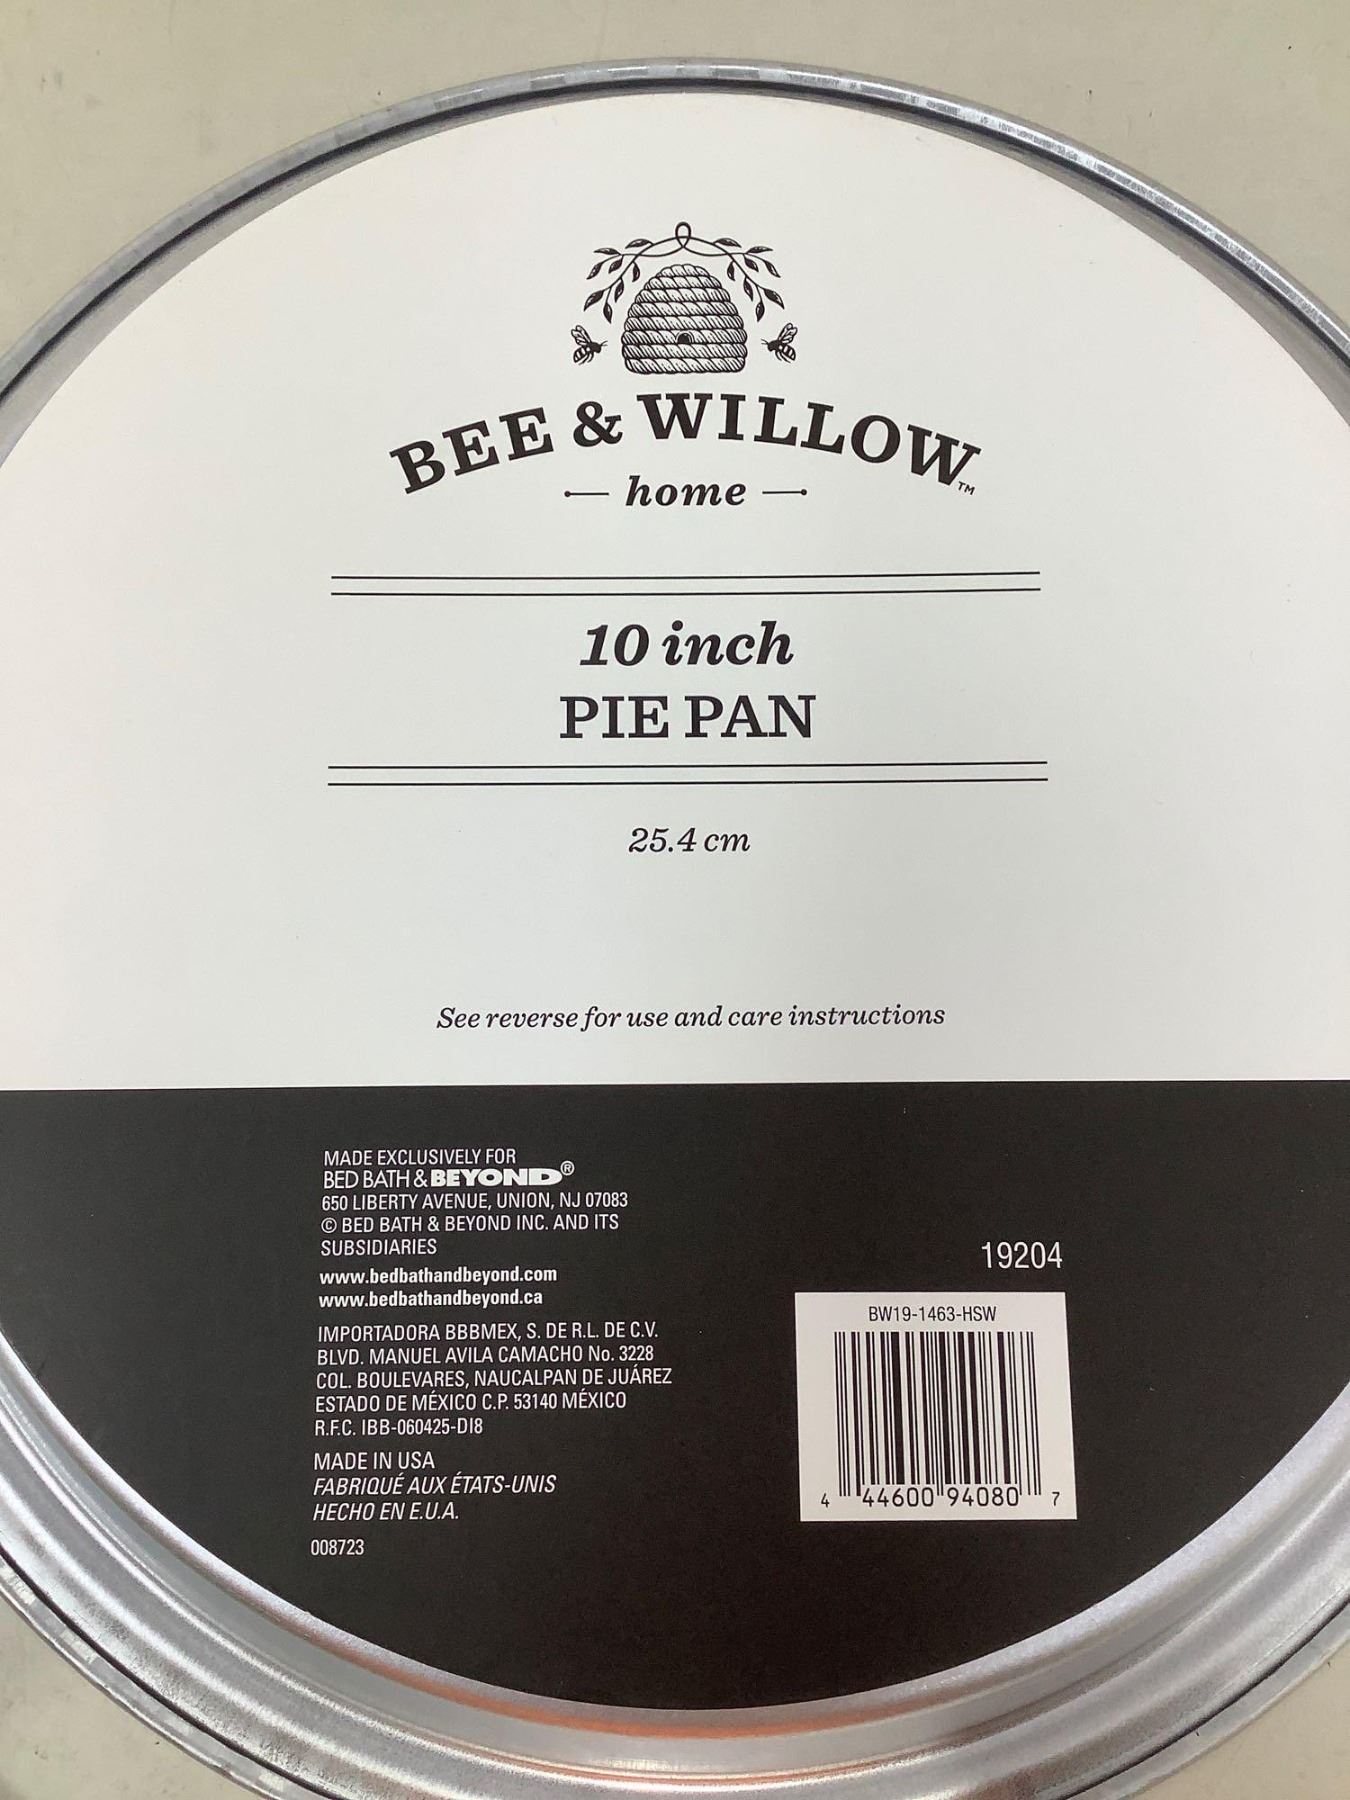 BEE & WILLOW™
home
10 inch
PIE PAN
25.4 cm
See reverse for use and care instructions
MADE EXCLUSIVELY FOR
BED BATH & BEYOND®
650 LIBERTY AVENUE, UNION, NJ 07083
© BED BATH & BEYOND INC. AND ITS
SUBSIDIARIES
www.bedbathandbeyond.com
www.bedbathandbeyond.ca
IMPORTADORA BBBMEX, S. DE R.L. DE C.V.
BLVD. MANUEL AVILA CAMACHO No. 3228
COL. BOULEVARES, NAUCALPAN DE JUÁREZ
ESTADO DE MÉXICO C.P. 53140 MÉXICO
R.F.C. IBB-060425-DI8
MADE IN USA
FABRIQUÉ AUX ÉTATS-UNIS
HECHO EN E.U.A.
008723
19204
BW19-1463-HSW
4 44600 94080 7